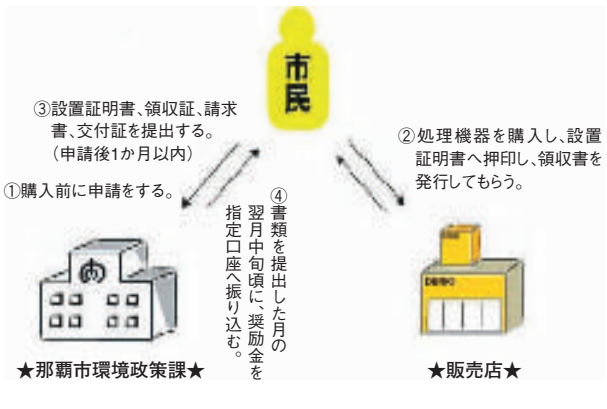 市
民
③設置証明書、領収証、請求
書、交付証を提出する。
（申請後1か月以内）
①購入前に申請をする。
②処理機器を購入し、設置
証明書へ押印し、領収書を
発行してもらう。
④書類を提出した月の
翌月中旬頃に、奨励金を
指定口座へ振り込む。
★那覇市環境政策課★
★販売店★